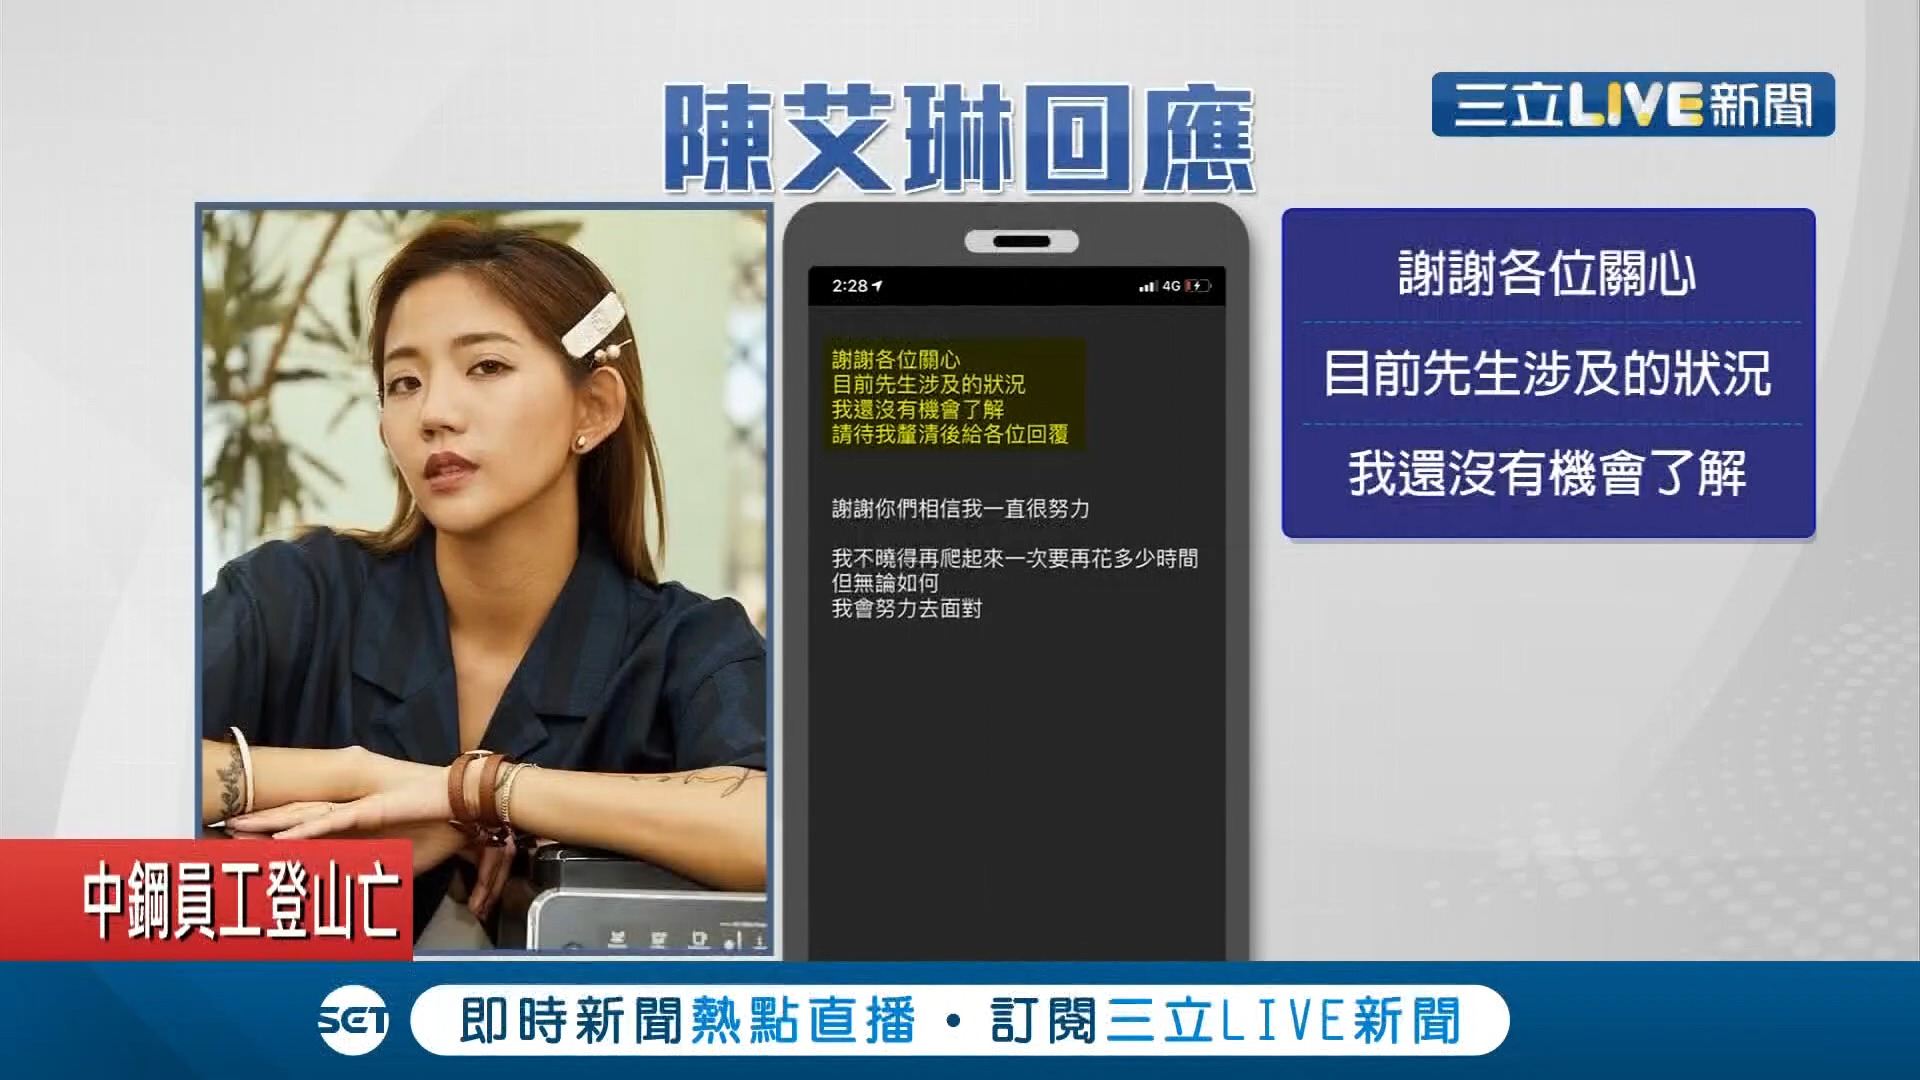 陳艾琳回應
三立LIVE新聞
2:28
4G
謝謝各位關心
目前先生涉及的狀況
我還沒有機會了解
請待我釐清後給各位回覆
謝謝你們相信我一直很努力
我不曉得再爬起來一次要再花多少時間
但無論如何
我會努力去面對
謝謝各位關心
目前先生涉及的狀況
我還沒有機會了解
中鋼員工登山亡
SET
即時新聞熱點直播・訂閱三立LIVE新聞